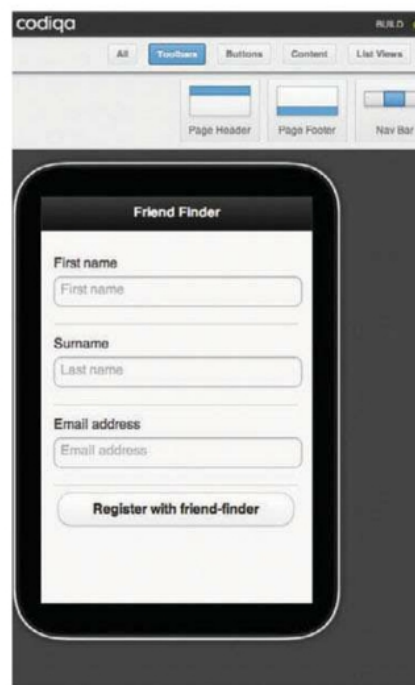 codiqa BUILD
All Toolbars Buttons Content List Views
Page Header Page Footer Nav Bar
Friend Finder
First name
First name
Surname
Last name
Email address
Email address
Register with friend-finder